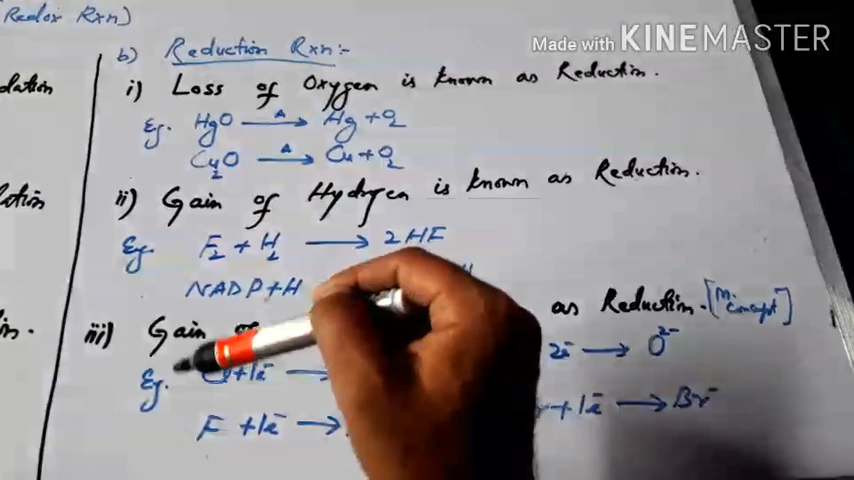 Redox Rxn)
Made with KINEMASTER
b) Reduction Rxn:-
i) Loss of Oxygen is known as Reduction.
Eg. HgO —Δ→ Hg + O₂
Cu₂O —Δ→ Cu + O₂
ii) Gain of Hydrogen is known as Reduction.
Eg. F₂ + H₂ → 2HF
NADP + H
iii) Gain as Reduction. [M. Concept]
Eg. + 1e⁻ → 2e⁻ → O²⁻
F + 1e⁻ → + 1e⁻ → Br⁻